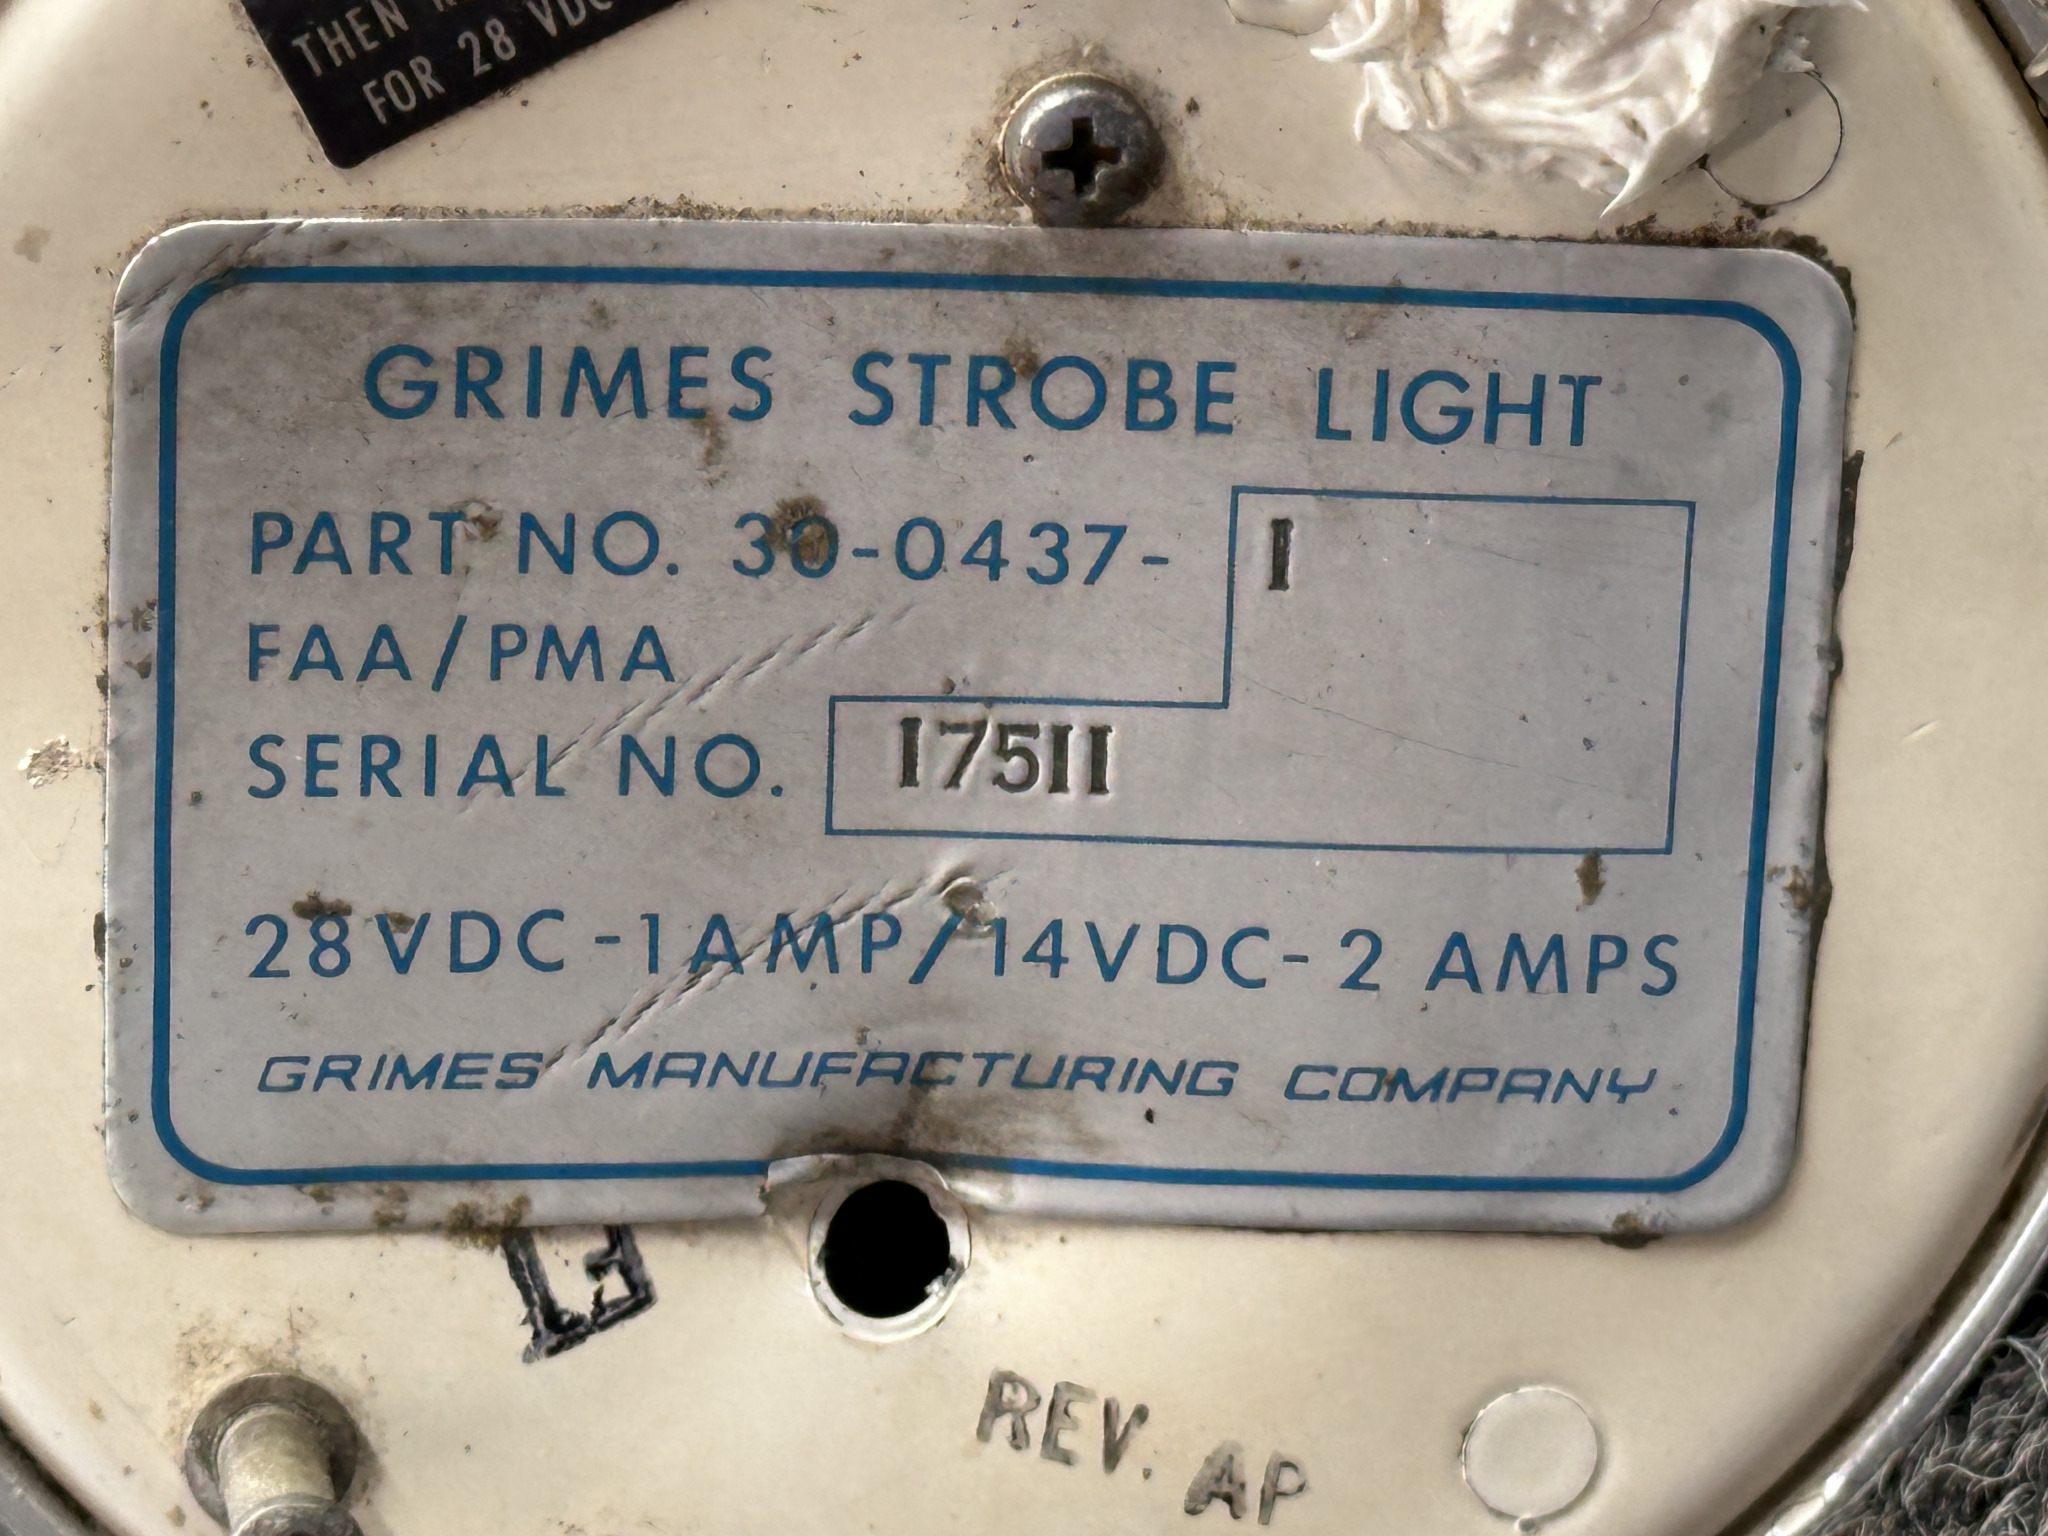 THEN
FOR 28 VDC
GRIMES STROBE LIGHT
PART NO. 30-0437- I
FAA/PMA
SERIAL NO. I75II
28VDC-1AMP/14VDC-2 AMPS
GRIMES MANUFACTURING COMPANY
REV. AP